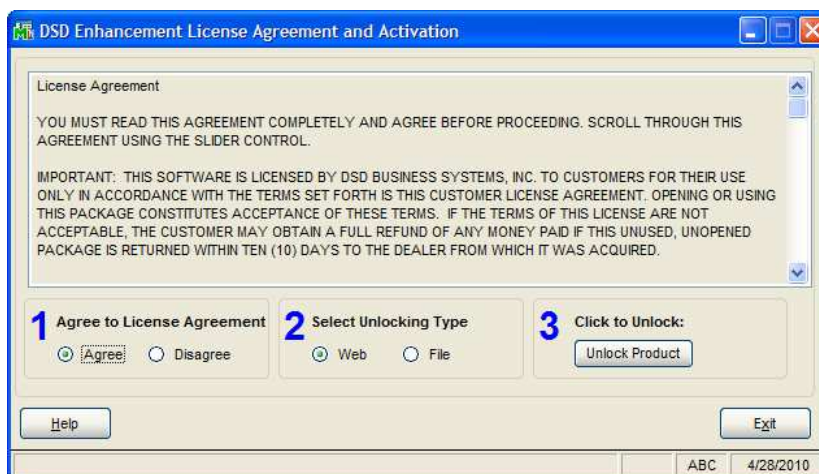 DSD Enhancement License Agreement and Activation
License Agreement
YOU MUST READ THIS AGREEMENT COMPLETELY AND AGREE BEFORE PROCEEDING. SCROLL THROUGH THIS
AGREEMENT USING THE SLIDER CONTROL.
IMPORTANT: THIS SOFTWARE IS LICENSED BY DSD BUSINESS SYSTEMS, INC. TO CUSTOMERS FOR THEIR USE
ONLY IN ACCORDANCE WITH THE TERMS SET FORTH IS THIS CUSTOMER LICENSE AGREEMENT. OPENING OR USING
THIS PACKAGE CONSTITUTES ACCEPTANCE OF THESE TERMS. IF THE TERMS OF THIS LICENSE ARE NOT
ACCEPTABLE, THE CUSTOMER MAY OBTAIN A FULL REFUND OF ANY MONEY PAID IF THIS UNUSED, UNOPENED
PACKAGE IS RETURNED WITHIN TEN (10) DAYS TO THE DEALER FROM WHICH IT WAS ACQUIRED.
1 Agree to License Agreement
Agree Disagree
2 Select Unlocking Type
Web File
3 Click to Unlock:
Unlock Product
Help
Exit
ABC 4/28/2010